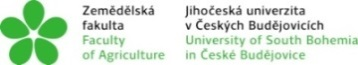 Zemědělská
fakulta
Faculty
of Agriculture
Jihočeská univerzita
v Českých Budějovicích
University of South Bohemia
in České Budějovice